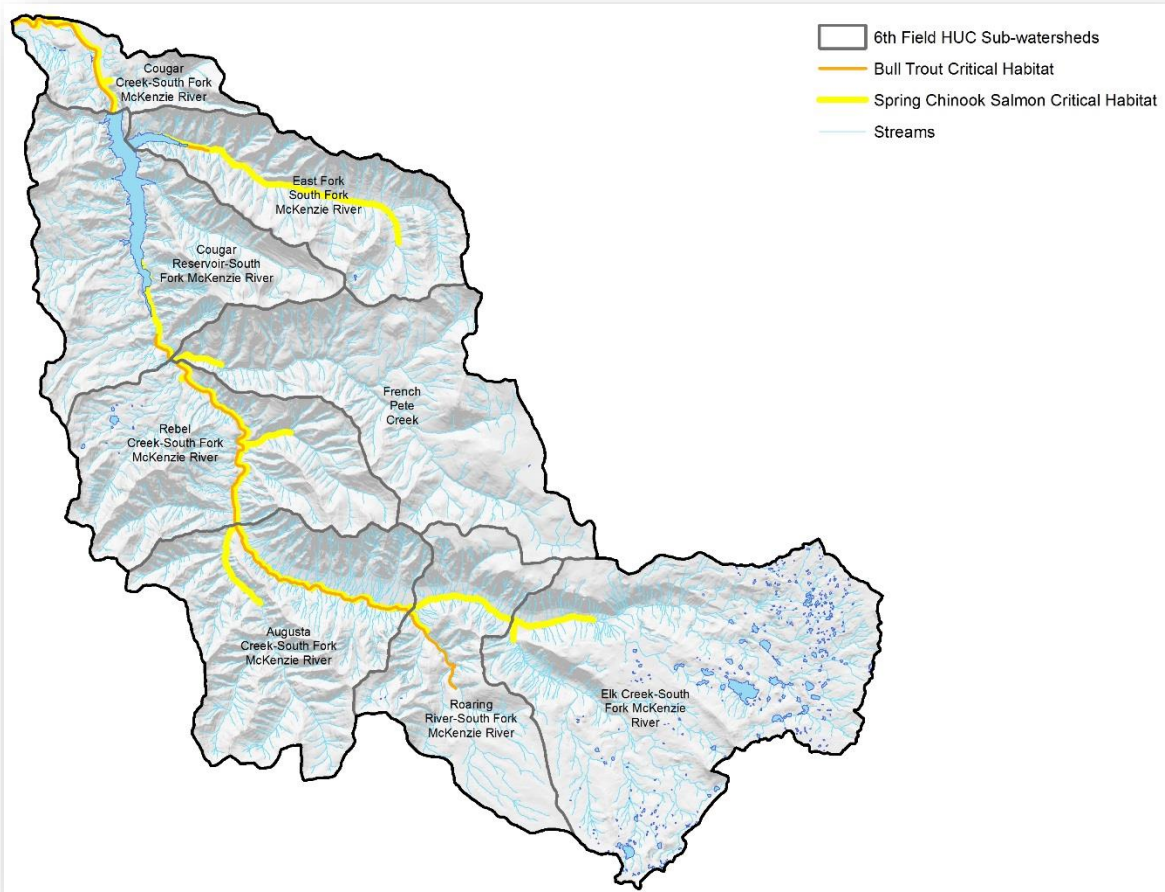 6th Field HUC Sub-watersheds
Bull Trout Critical Habitat
Spring Chinook Salmon Critical Habitat
Streams
Cougar
Creek-South Fork
McKenzie River
East Fork
South Fork
McKenzie River
Cougar
Reservoir-South
Fork McKenzie River
French
Pete
Creek
Rebel
Creek-South Fork
McKenzie River
Augusta
Creek-South Fork
McKenzie River
Roaring
River-South Fork
McKenzie River
Elk Creek-South
Fork McKenzie
River